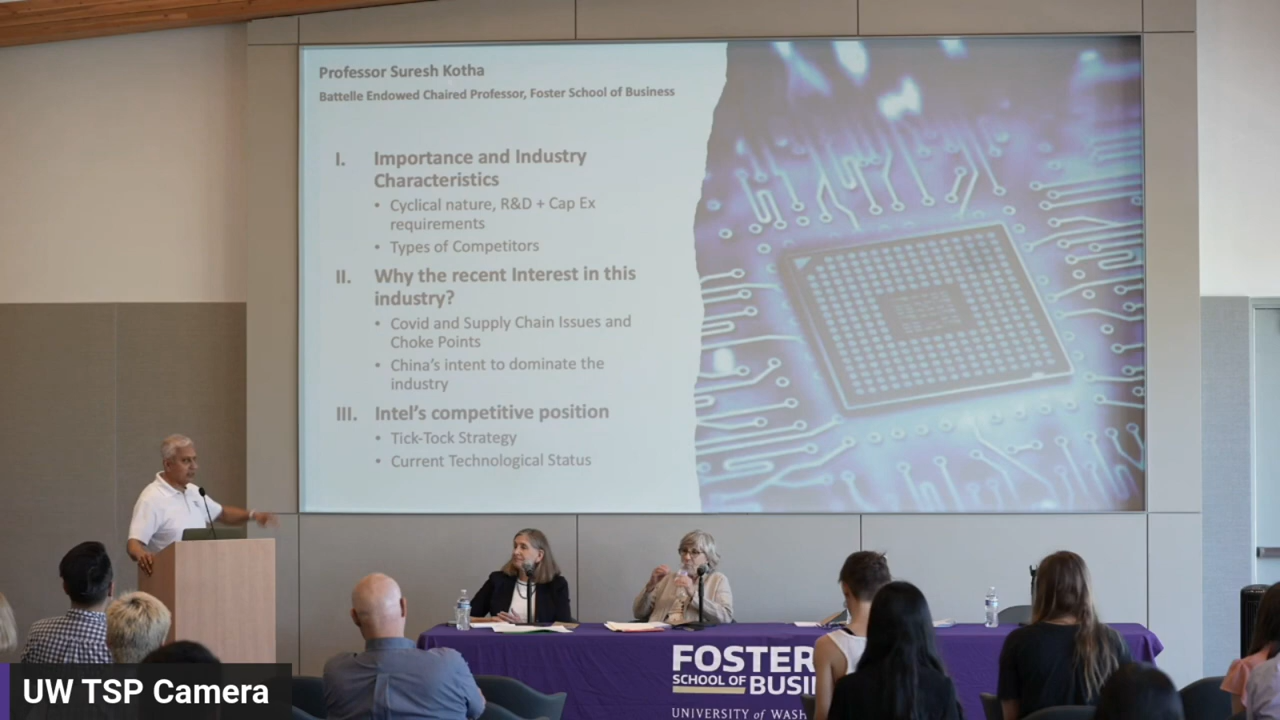 Professor Suresh Kotha
Battelle Endowed Chaired Professor, Foster School of Business
I. Importance and Industry
Characteristics
• Cyclical nature, R&D + Cap Ex
requirements
• Types of Competitors
II. Why the recent Interest in this
industry?
• Covid and Supply Chain Issues and
Choke Points
• China's intent to dominate the
industry
III. Intel's competitive position
• Tick-Tock Strategy
• Current Technological Status
FOSTER
SCHOOL OF BUSI
UNIVERSITY of WASH
UW TSP Camera